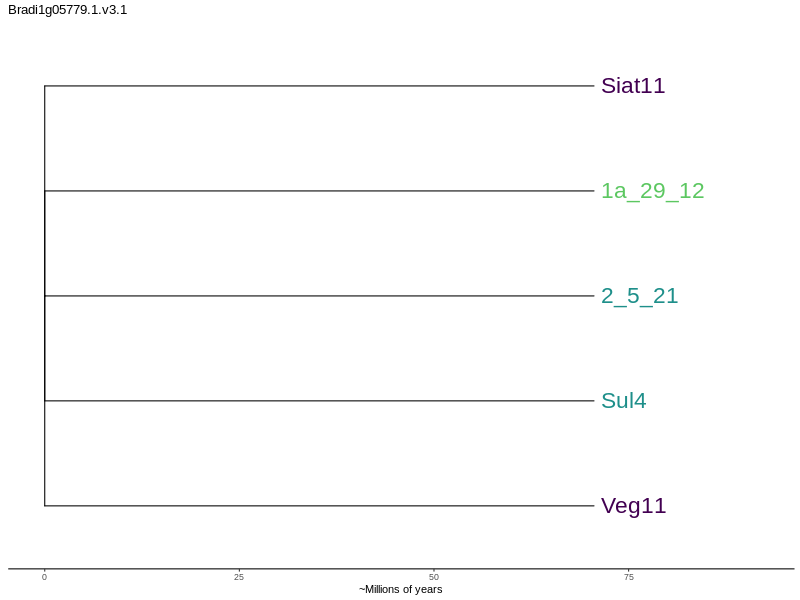 Bradi1g05779.1.v3.1
Siat11
1a_29_12
2_5_21
Sul4
Veg11
0 25 50 75
~Millions of years